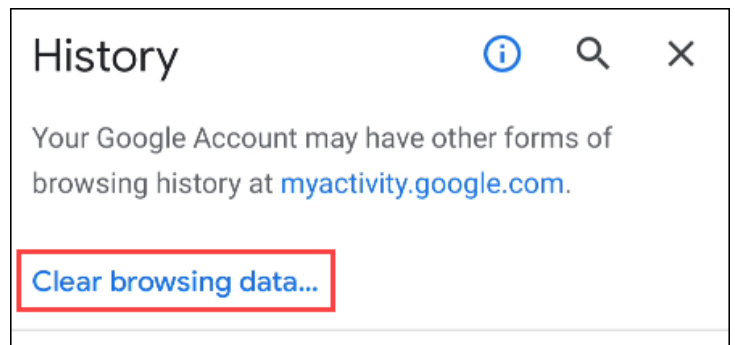 History
Your Google Account may have other forms of
browsing history at myactivity.google.com.
Clear browsing data...